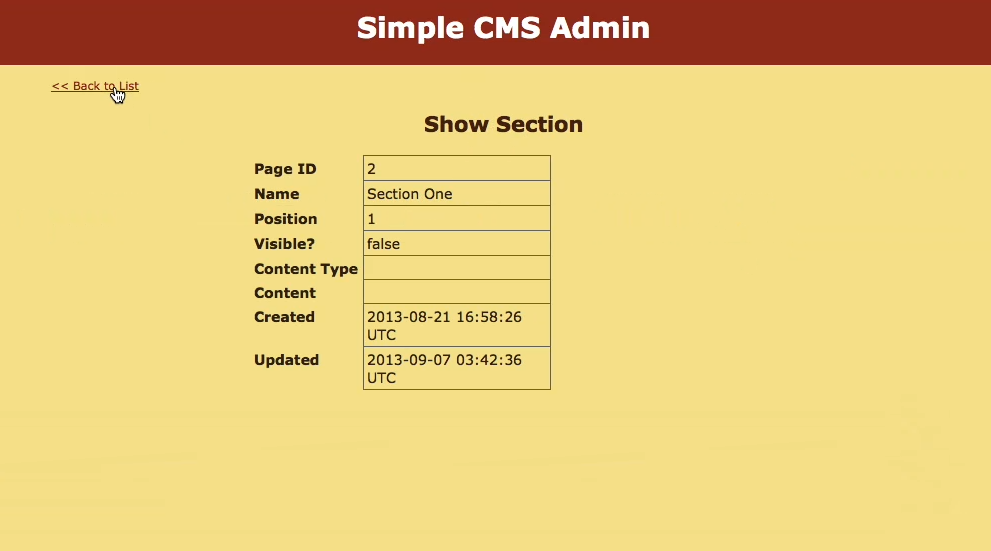 Simple CMS Admin
<< Back to List
Show Section
Page ID 2
Name Section One
Position 1
Visible? false
Content Type
Content
Created 2013-08-21 16:58:26
UTC
Updated 2013-09-07 03:42:36
UTC